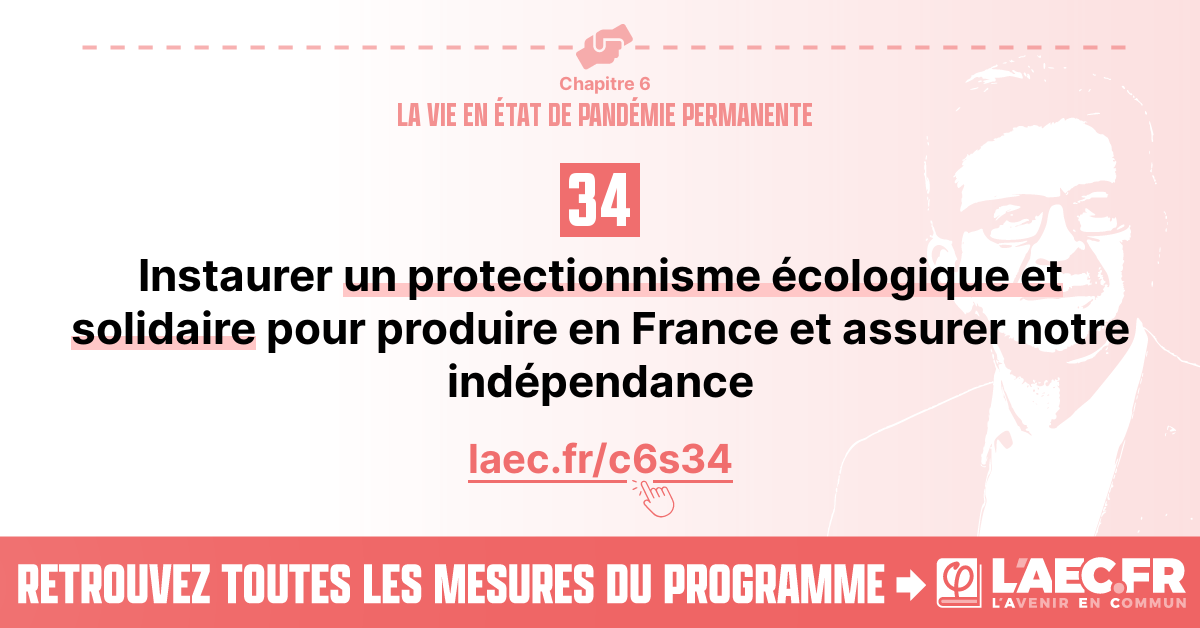 Chapitre 6
LA VIE EN ÉTAT DE PANDÉMIE PERMANENTE
34
Instaurer un protectionnisme écologique et
solidaire pour produire en France et assurer notre
indépendance
laec.fr/c6s34
RETROUVEZ TOUTES LES MESURES DU PROGRAMME
φ L'AEC.FR
L'AVENIR EN COMMUN